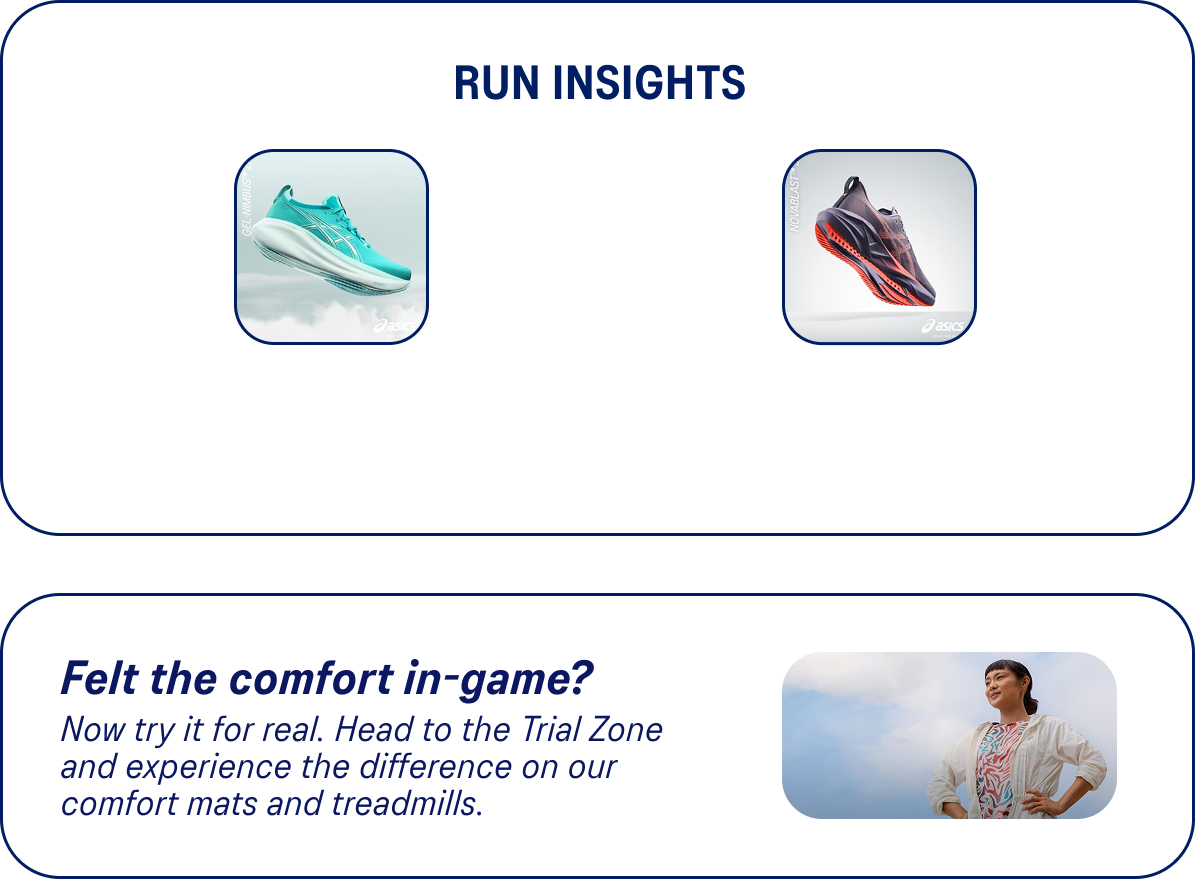 RUN INSIGHTS
GEL-NIMBUS
NOVABLAST™
asics
asics
Felt the comfort in-game?
Now try it for real. Head to the Trial Zone
and experience the difference on our
comfort mats and treadmills.